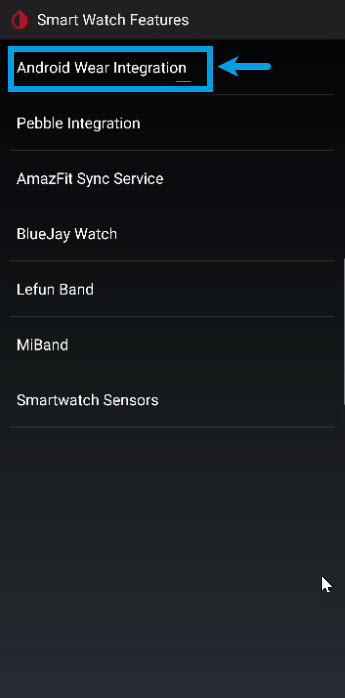 Smart Watch Features
Android Wear Integration
Pebble Integration
AmazFit Sync Service
BlueJay Watch
Lefun Band
MiBand
Smartwatch Sensors